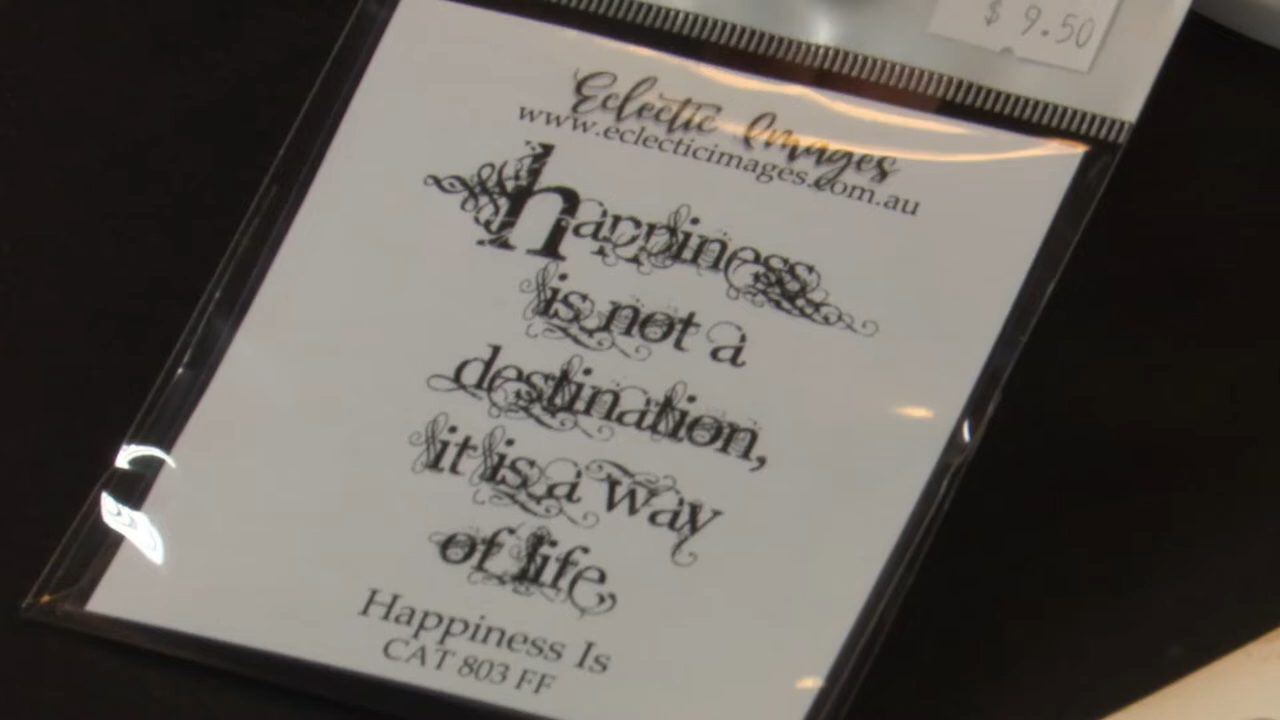 $ 9.50
Eclectic Images
www.eclecticimages.com.au
happiness
is not a
destination,
it is a way
of life,
Happiness Is
CAT 803 FF